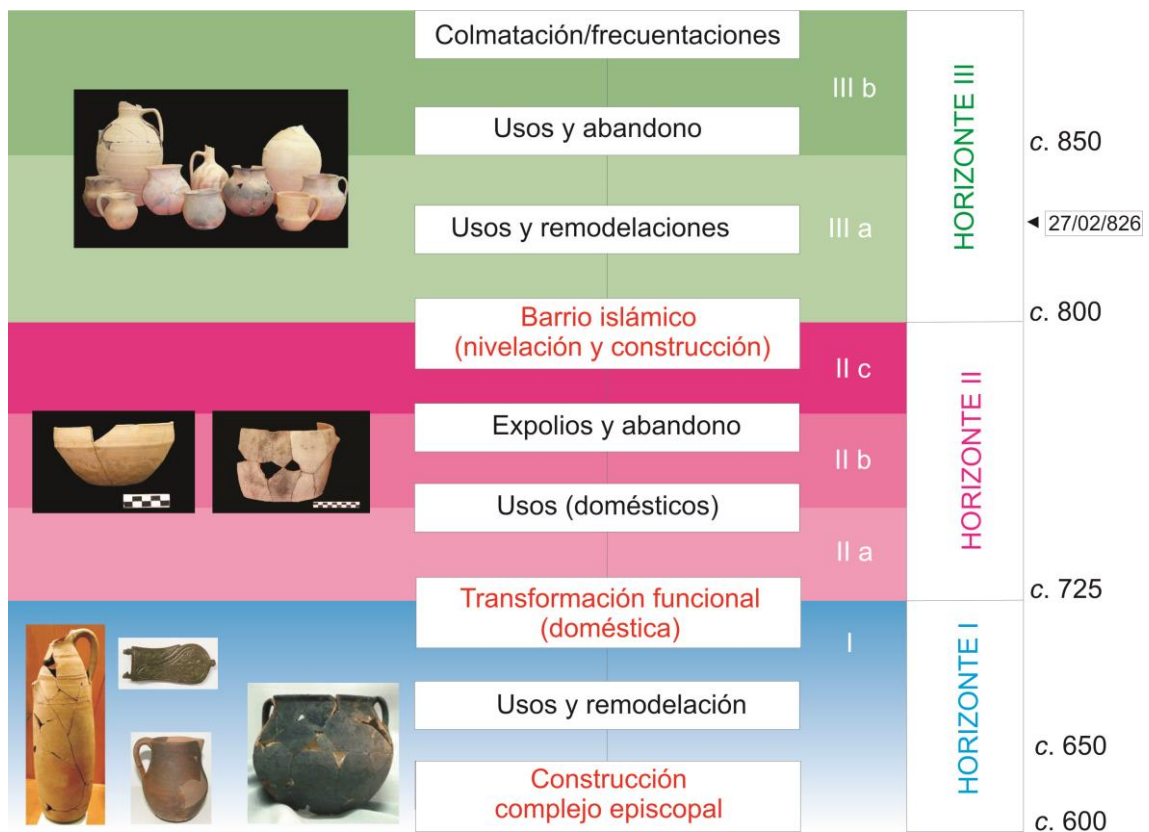 Colmatación/frecuentaciones
III b
Usos y abandono
c. 850
HORIZONTE III
Usos y remodelaciones
III a
27/02/826
Barrio islámico
(nivelación y construcción)
c. 800
II c
Expolios y abandono
II b
HORIZONTE II
Usos (domésticos)
II a
Transformación funcional
(doméstica)
c. 725
I
HORIZONTE I
Usos y remodelación
c. 650
Construcción
complejo episcopal
c. 600